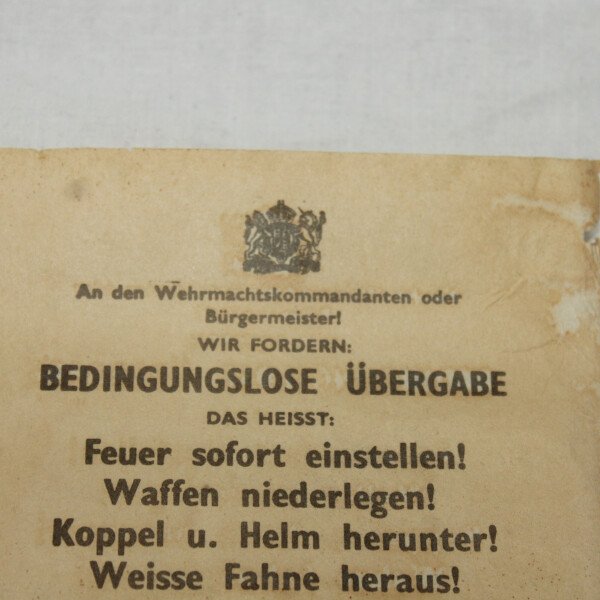 An den Wehrmachtskommandanten oder
Bürgermeister!
WIR FORDERN:
BEDINGUNGSLOSE ÜBERGABE
DAS HEISST:
Feuer sofort einstellen!
Waffen niederlegen!
Koppel u. Helm herunter!
Weisse Fahne heraus!